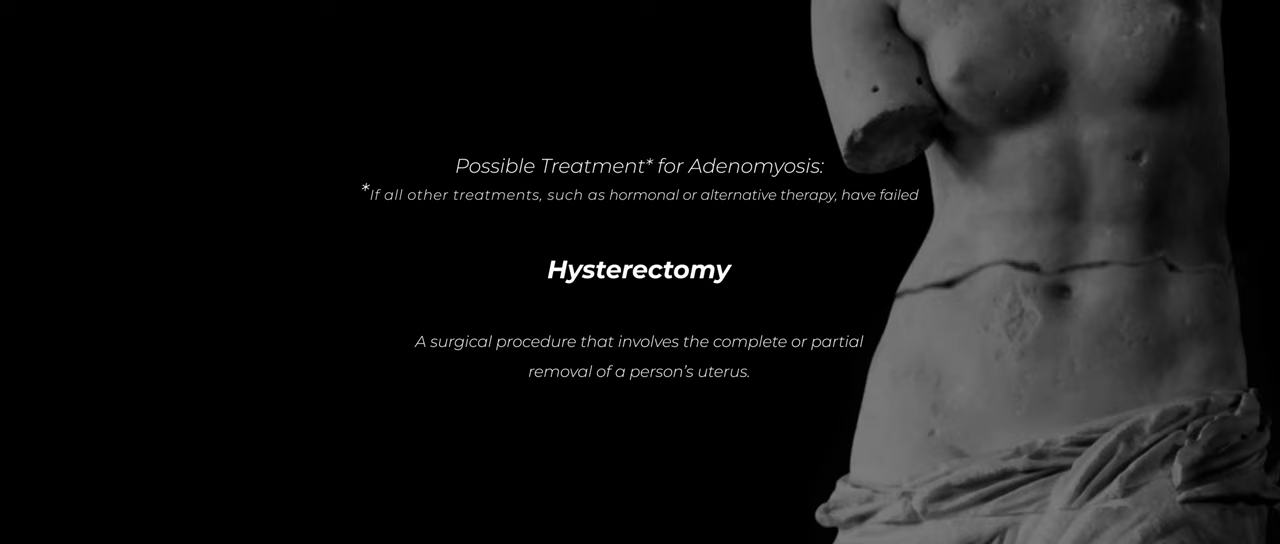 Possible Treatment* for Adenomyosis:
*If all other treatments, such as hormonal or alternative therapy, have failed
Hysterectomy
A surgical procedure that involves the complete or partial
removal of a person’s uterus.